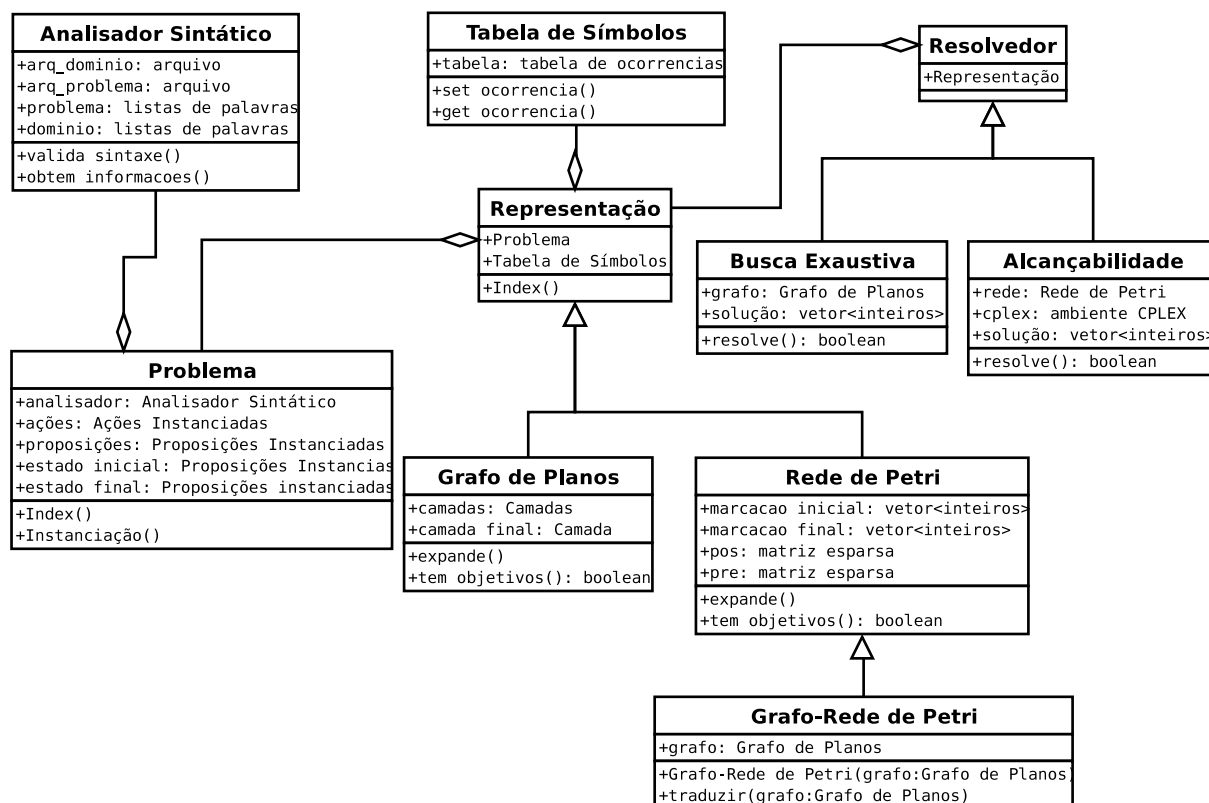 Analisador Sintático
+arq_dominio: arquivo
+arq_problema: arquivo
+problema: listas de palavras
+dominio: listas de palavras
+valida sintaxe()
+obtem informacoes()
Tabela de Símbolos
+tabela: tabela de ocorrencias
+set ocorrencia()
+get ocorrencia()
Resolvedor
+Representação
Representação
+Problema
+Tabela de Símbolos
+Index()
Busca Exaustiva
+grafo: Grafo de Planos
+solução: vetor<inteiros>
+resolve(): boolean
Alcançabilidade
+rede: Rede de Petri
+cplex: ambiente CPLEX
+solução: vetor<inteiros>
+resolve(): boolean
Problema
+analisador: Analisador Sintático
+ações: Ações Instanciadas
+proposições: Proposições Instanciadas
+estado inicial: Proposições Instancias
+estado final: Proposições instanciadas
+Index()
+Instanciação()
Grafo de Planos
+camadas: Camadas
+camada final: Camada
+expande()
+tem objetivos(): boolean
Rede de Petri
+marcacao inicial: vetor<inteiros>
+marcacao final: vetor<inteiros>
+pos: matriz esparsa
+pre: matriz esparsa
+expande()
+tem objetivos(): boolean
Grafo-Rede de Petri
+grafo: Grafo de Planos
+Grafo-Rede de Petri(grafo:Grafo de Planos)
+traduzir(grafo:Grafo de Planos)